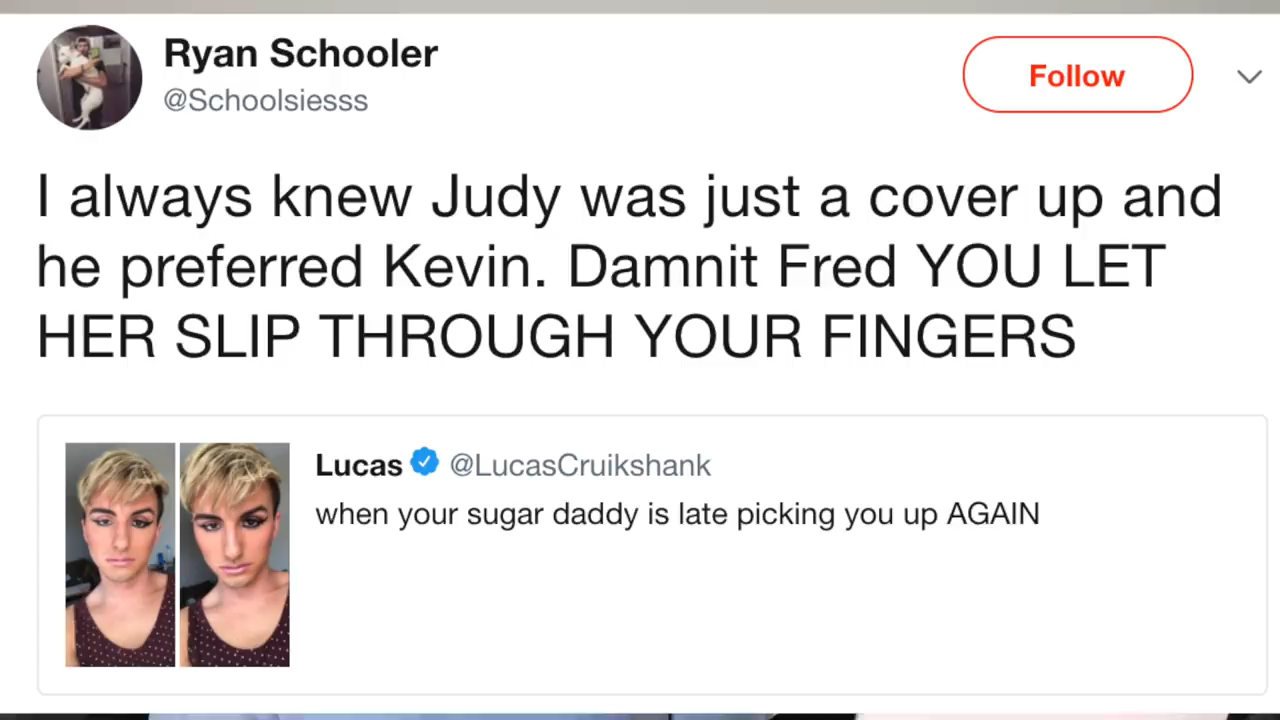 Ryan Schooler
@Schoolsiesss
Follow
I always knew Judy was just a cover up and
he preferred Kevin. Damnit Fred YOU LET
HER SLIP THROUGH YOUR FINGERS
Lucas @LucasCruikshank
when your sugar daddy is late picking you up AGAIN